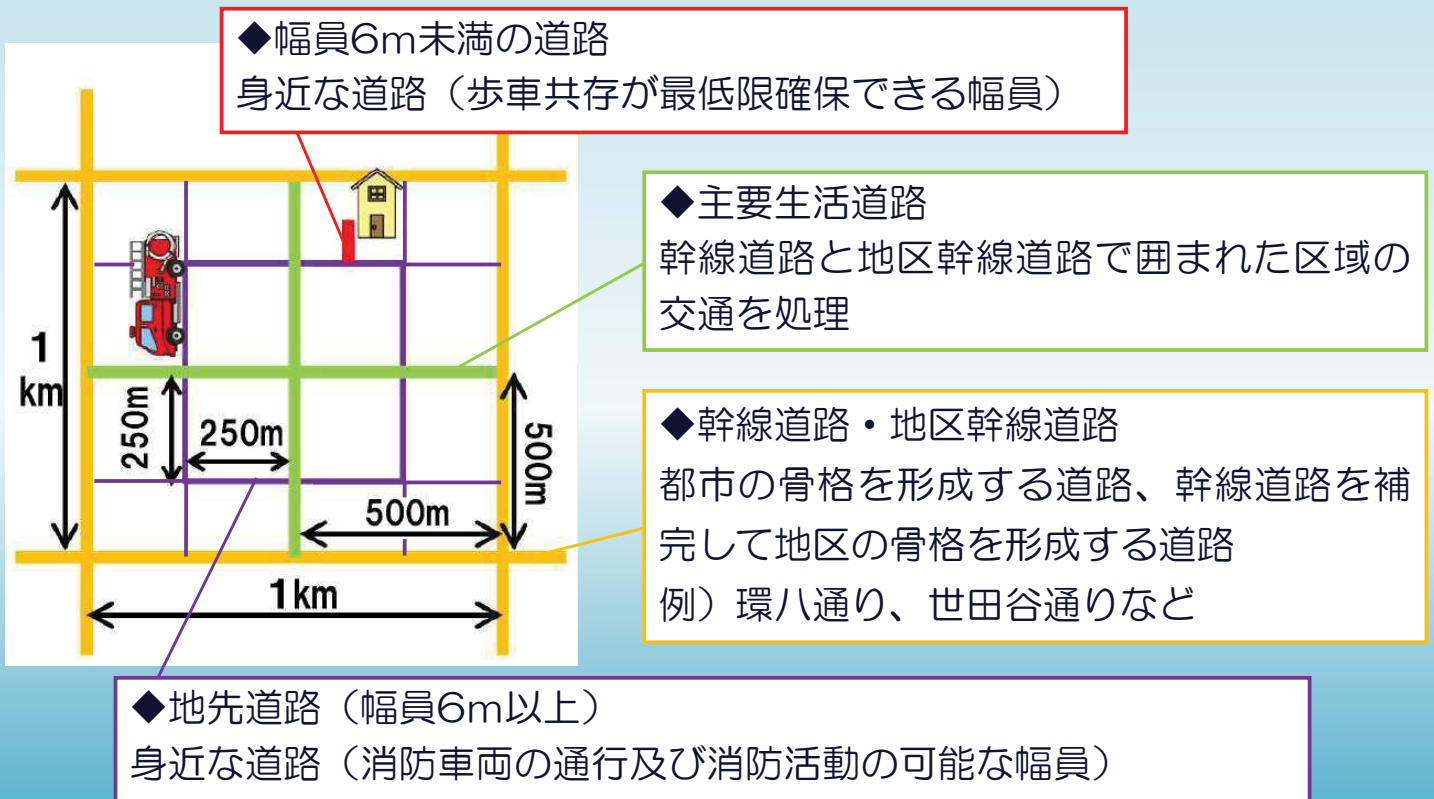 ◆幅員6m未満の道路
身近な道路（歩車共存が最低限確保できる幅員）
◆主要生活道路
幹線道路と地区幹線道路で囲まれた区域の
交通を処理
◆幹線道路・地区幹線道路
都市の骨格を形成する道路、幹線道路を補
完して地区の骨格を形成する道路
例）環八通り、世田谷通りなど
1
km
250m
250m
500m
500m
1km
◆地先道路（幅員6m以上）
身近な道路（消防車両の通行及び消防活動の可能な幅員）